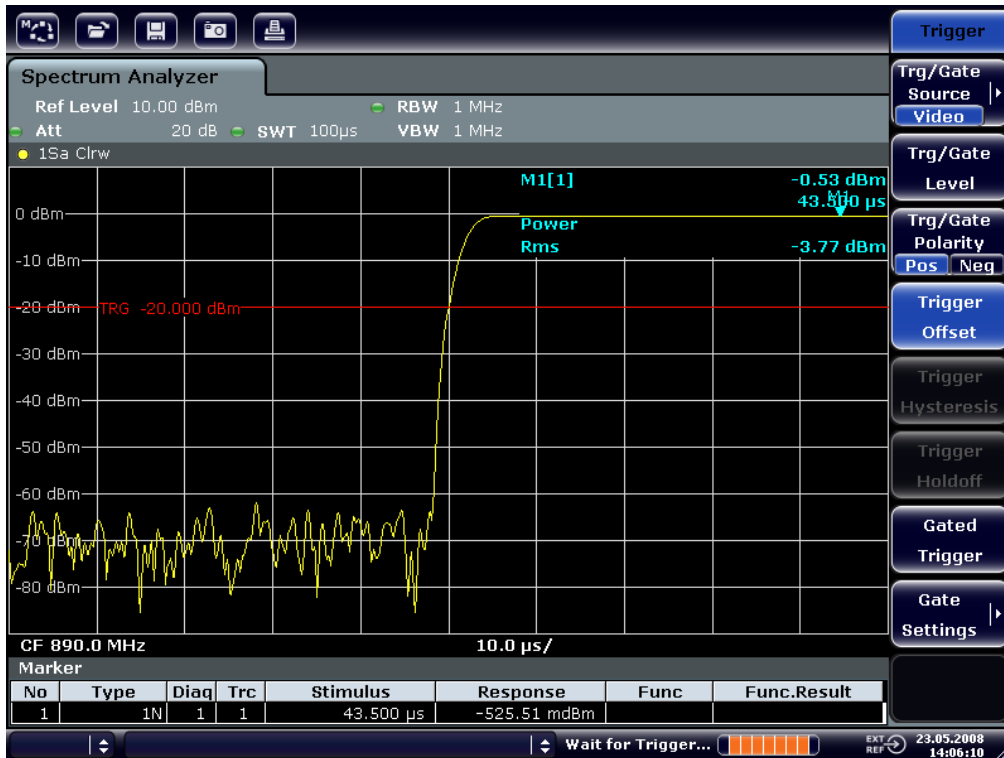 Trigger
Spectrum Analyzer
Ref Level 10.00 dBm RBW 1 MHz
Att 20 dB SWT 100µs VBW 1 MHz
1Sa Clrw
M1[1] -0.53 dBm
43.500 µs
M1
Power
Rms -3.77 dBm
0 dBm
-10 dBm
-20 dBm
TRG -20.000 dBm
-30 dBm
-40 dBm
-50 dBm
-60 dBm
-70 dBm
-80 dBm
CF 890.0 MHz 10.0 µs/
Marker
No Type Diag Trc Stimulus Response Func Func.Result
1 1N 1 1 43.500 µs -525.51 mdBm
Wait for Trigger...
EXT REF
23.05.2008
14:06:10
Trg/Gate
Source
Video
Trg/Gate
Level
Trg/Gate
Polarity
Pos Neg
Trigger
Offset
Trigger
Hysteresis
Trigger
Holdoff
Gated
Trigger
Gate
Settings